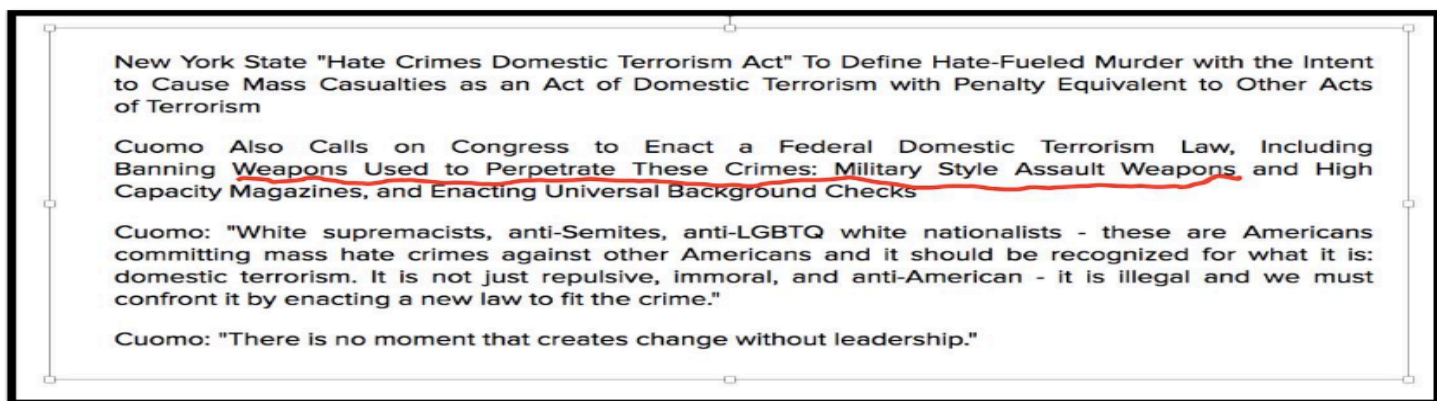 New York State "Hate Crimes Domestic Terrorism Act" To Define Hate-Fueled Murder with the Intent
to Cause Mass Casualties as an Act of Domestic Terrorism with Penalty Equivalent to Other Acts
of Terrorism
Cuomo Also Calls on Congress to Enact a Federal Domestic Terrorism Law, Including
Banning Weapons Used to Perpetrate These Crimes: Military Style Assault Weapons and High
Capacity Magazines, and Enacting Universal Background Checks
Cuomo: "White supremacists, anti-Semites, anti-LGBTQ white nationalists - these are Americans
committing mass hate crimes against other Americans and it should be recognized for what it is:
domestic terrorism. It is not just repulsive, immoral, and anti-American - it is illegal and we must
confront it by enacting a new law to fit the crime."
Cuomo: "There is no moment that creates change without leadership."